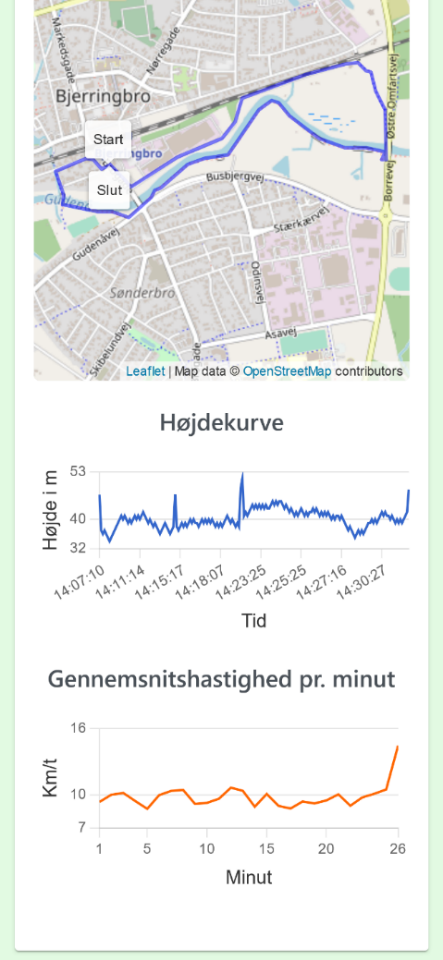 Markedsgade
Nørregade
Bjerringbro
Østre Omfartsvej
Start
Bjerringbro
Slut
Busbjergvej
Borrevej
Gudenåvej
Stærkærvej
Sønderbro
Odinsvej
Skibelundvej
Asavej
Leaflet | Map data © OpenStreetMap contributors
Højdekurve
Højde i m
53
40
32
14:07:10
14:11:14
14:15:17
14:18:07
14:23:25
14:25:25
14:27:16
14:30:27
Tid
Gennemsnitshastighed pr. minut
Km/t
16
10
7
1
5
10
15
20
26
Minut